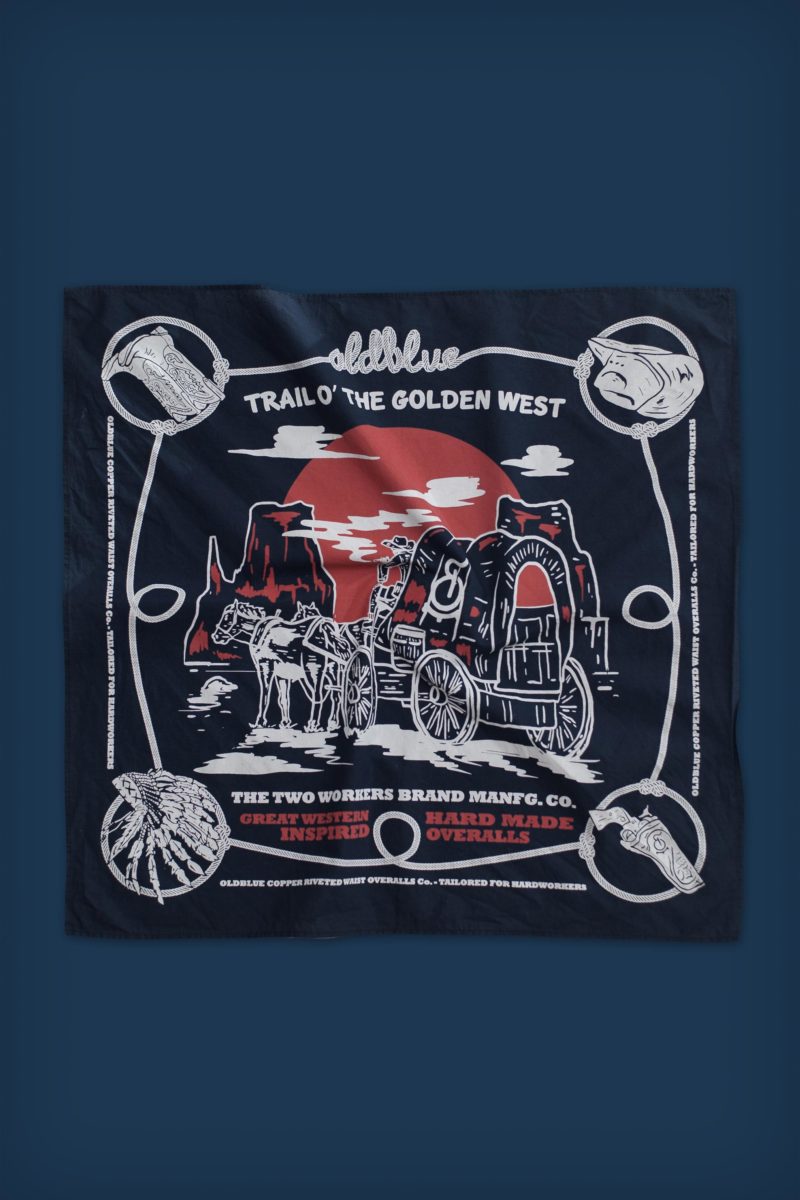 oldblue
TRAIL O' THE GOLDEN WEST
OLDBLUE COPPER RIVETED WAIST OVERALLS Co. - TAILORED FOR HARDWORKERS
OLDBLUE COPPER RIVETED WAIST OVERALLS Co. - TAILORED FOR HARDWORKERS
THE TWO WORKERS BRAND MANFG. CO.
GREAT WESTERN
INSPIRED
HARD MADE
OVERALLS
OLDBLUE COPPER RIVETED WAIST OVERALLS Co. - TAILORED FOR HARDWORKERS